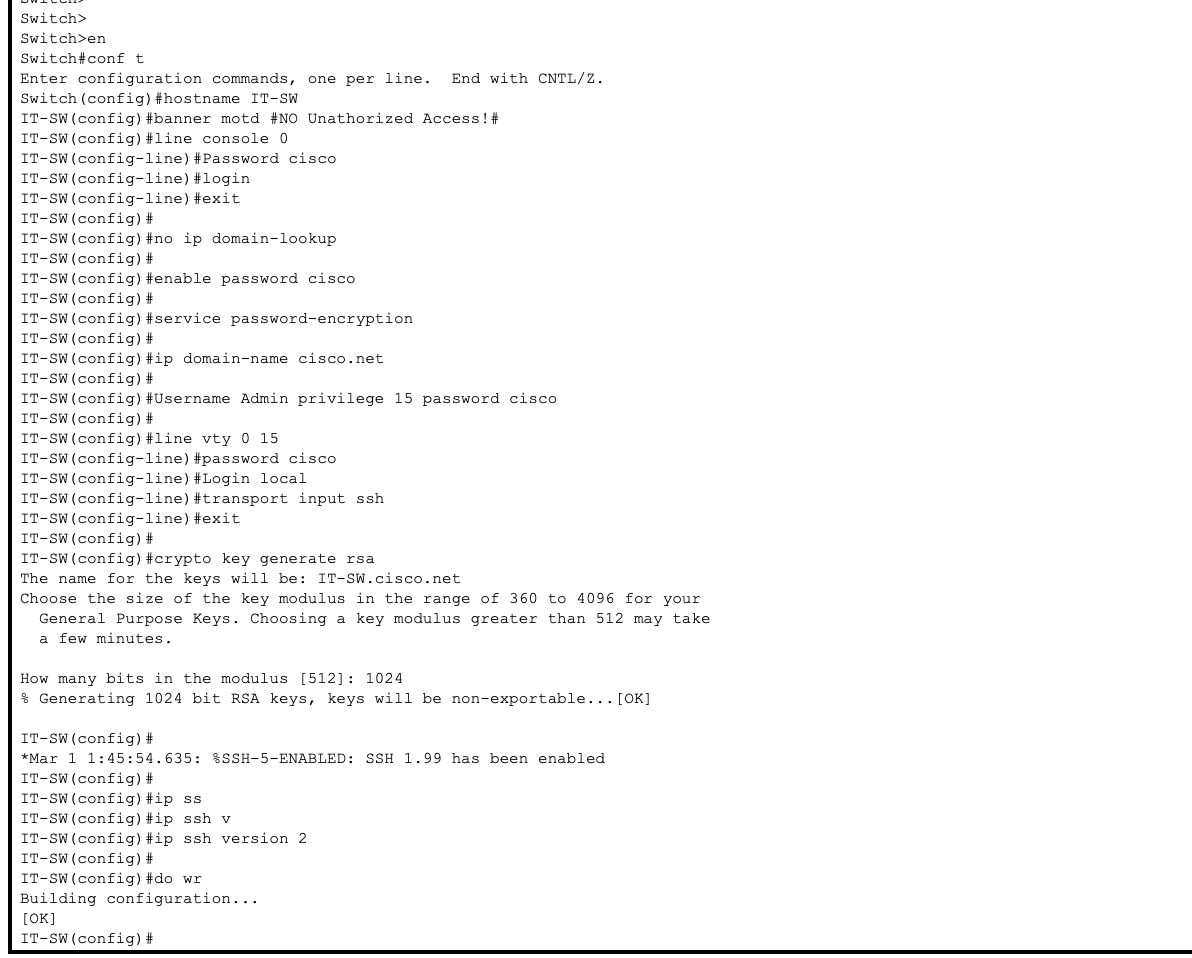 Switch>
Switch>
Switch>en
Switch#conf t
Enter configuration commands, one per line.  End with CNTL/Z.
Switch(config)#hostname IT-SW
IT-SW(config)#banner motd #NO Unathorized Access!#
IT-SW(config)#line console 0
IT-SW(config-line)#Password cisco
IT-SW(config-line)#login
IT-SW(config-line)#exit
IT-SW(config)#
IT-SW(config)#no ip domain-lookup
IT-SW(config)#
IT-SW(config)#enable password cisco
IT-SW(config)#
IT-SW(config)#service password-encryption
IT-SW(config)#
IT-SW(config)#ip domain-name cisco.net
IT-SW(config)#
IT-SW(config)#Username Admin privilege 15 password cisco
IT-SW(config)#
IT-SW(config)#line vty 0 15
IT-SW(config-line)#password cisco
IT-SW(config-line)#Login local
IT-SW(config-line)#transport input ssh
IT-SW(config-line)#exit
IT-SW(config)#
IT-SW(config)#crypto key generate rsa
The name for the keys will be: IT-SW.cisco.net
Choose the size of the key modulus in the range of 360 to 4096 for your
  General Purpose Keys. Choosing a key modulus greater than 512 may take
  a few minutes.

How many bits in the modulus [512]: 1024
% Generating 1024 bit RSA keys, keys will be non-exportable...[OK]

IT-SW(config)#
*Mar 1 1:45:54.635: %SSH-5-ENABLED: SSH 1.99 has been enabled
IT-SW(config)#
IT-SW(config)#ip ss
IT-SW(config)#ip ssh v
IT-SW(config)#ip ssh version 2
IT-SW(config)#
IT-SW(config)#do wr
Building configuration...
[OK]
IT-SW(config)#